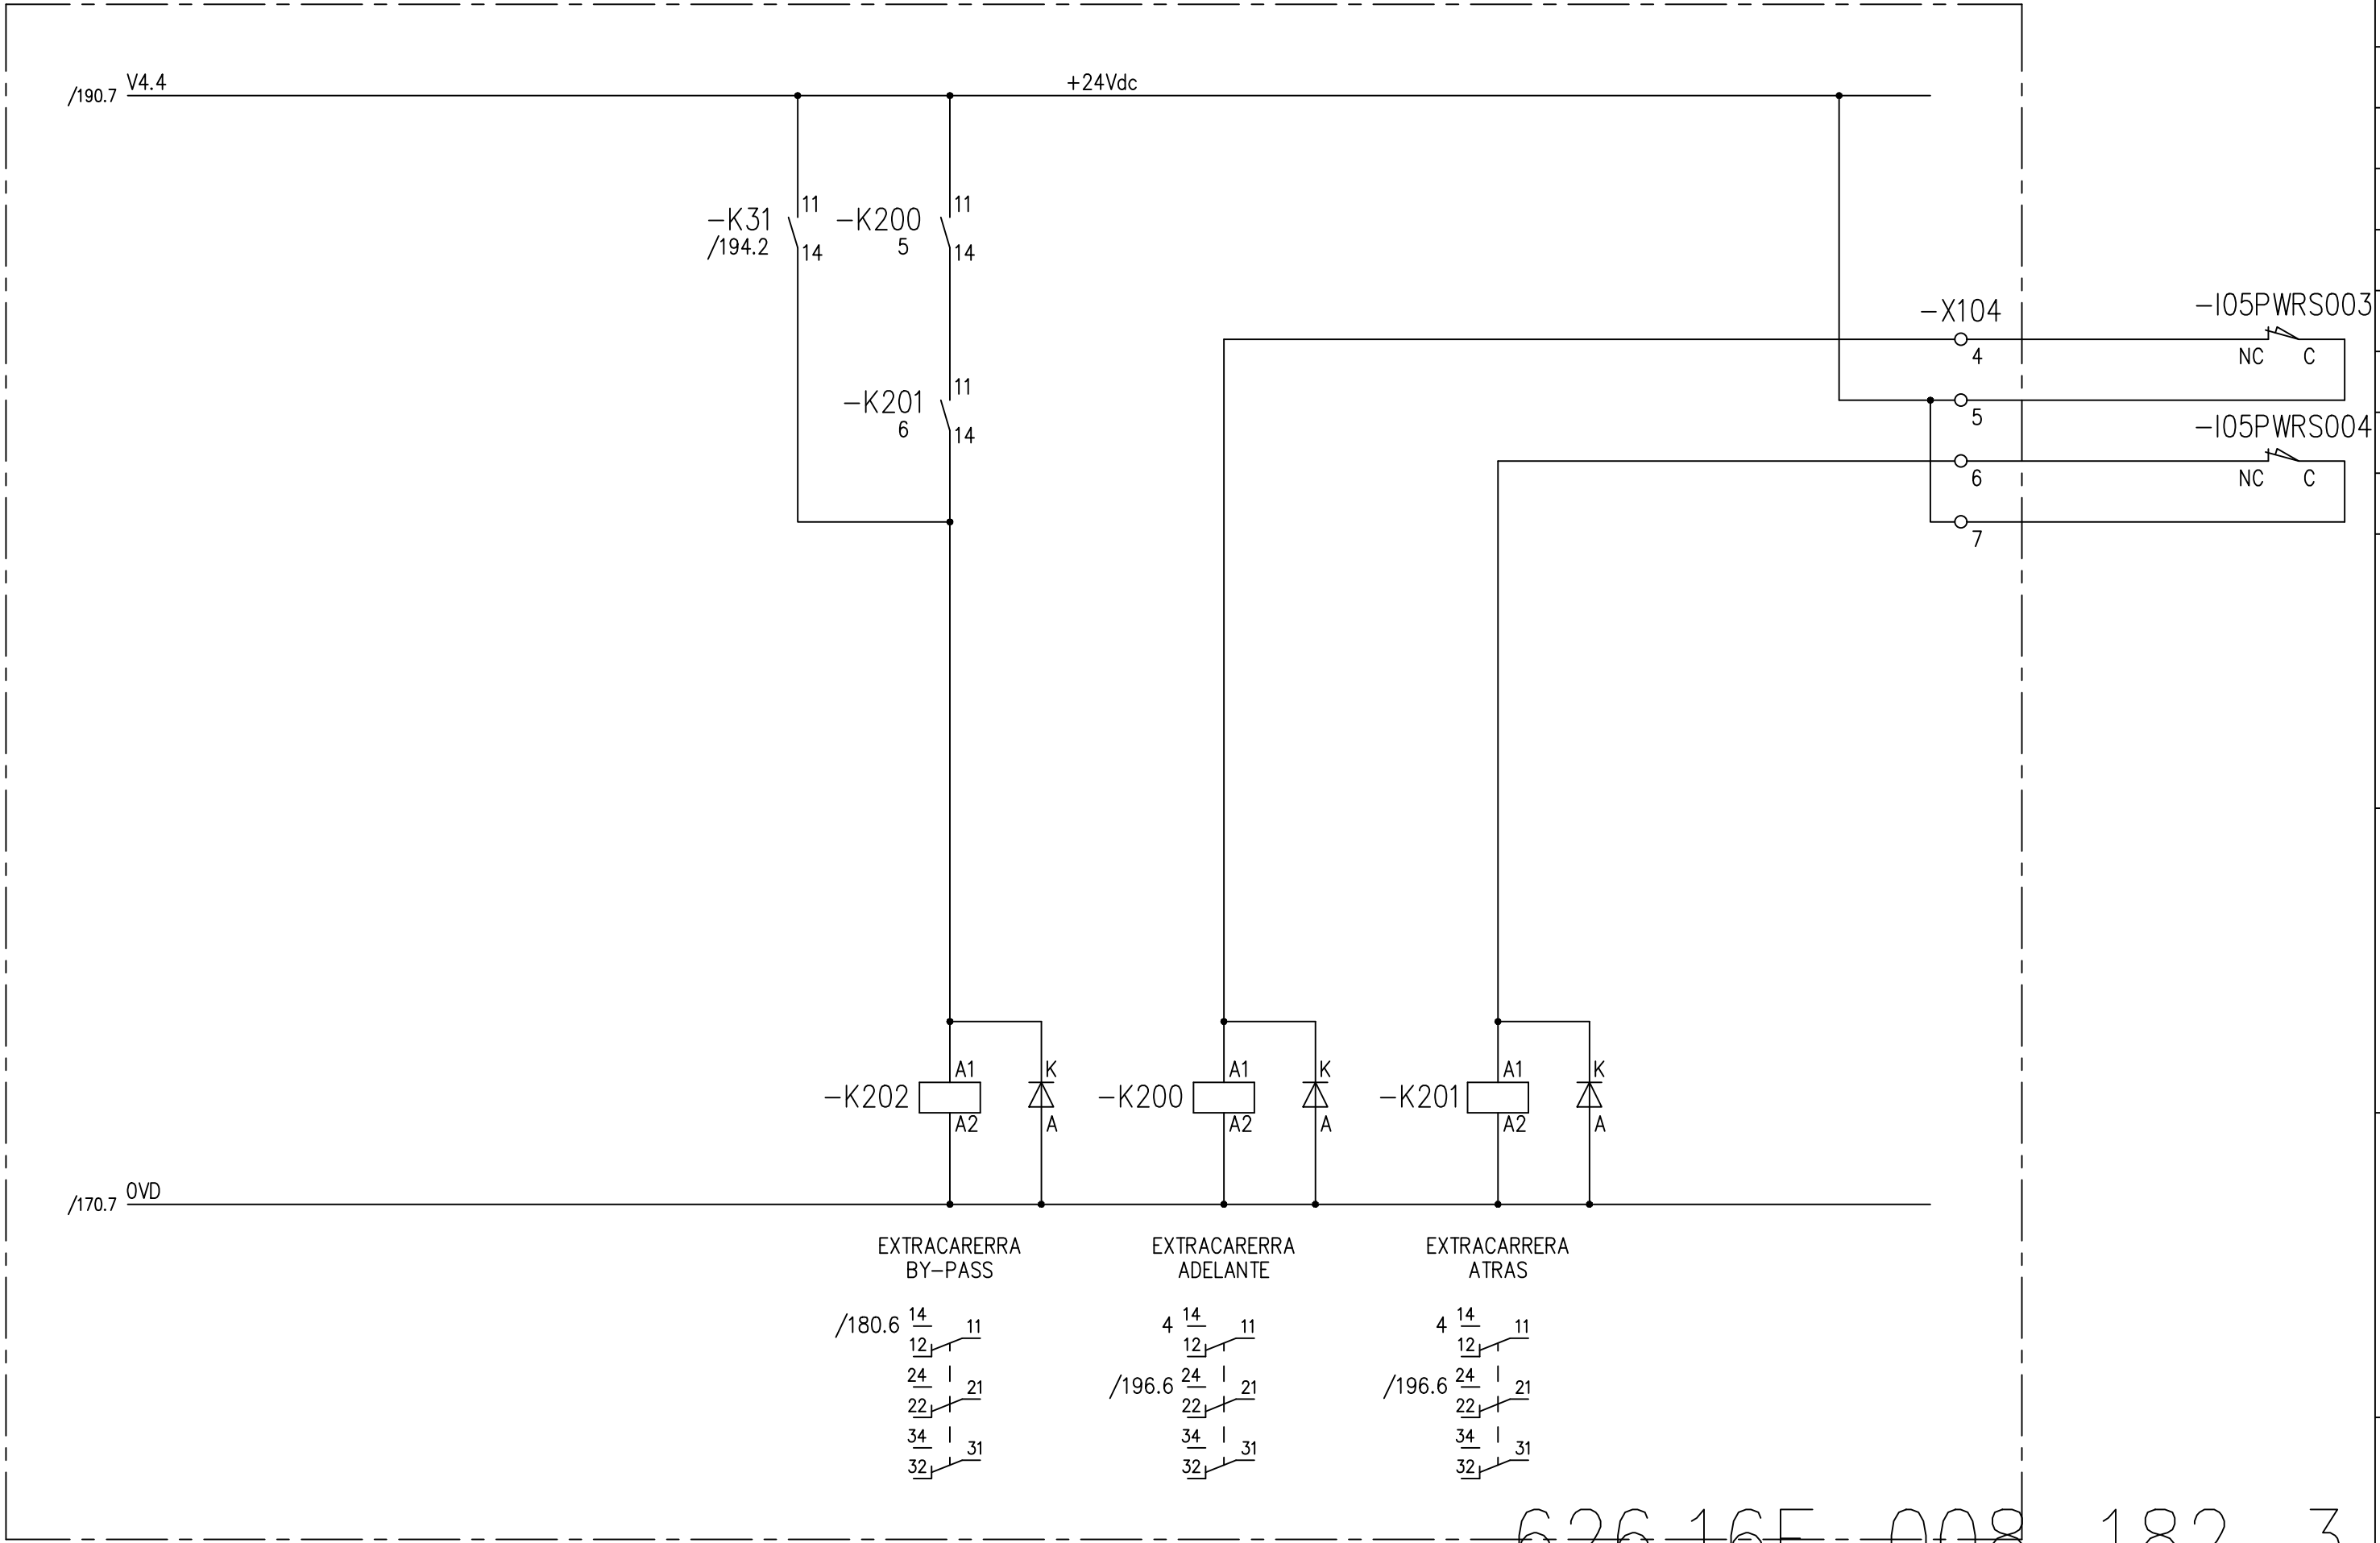 V4.4
/190.7
+24Vdc
11
-K31
/194.2
14
11
-K200
5
14
-X104
4
-I05PWRS003
NC C
11
-K201
6
14
5
-I05PWRS004
6
NC C
7
A1
K
-K202
A2
A
A1
K
-K200
A2
A
A1
K
-K201
A2
A
0VD
/170.7
EXTRACARERRA
BY-PASS
EXTRACARERRA
ADELANTE
EXTRACARRERA
ATRAS
/180.6 14 11
12
24 21
22
34 31
32
4 14 11
12
/196.6 24 21
22
34 31
32
4 14 11
12
/196.6 24 21
22
34 31
32